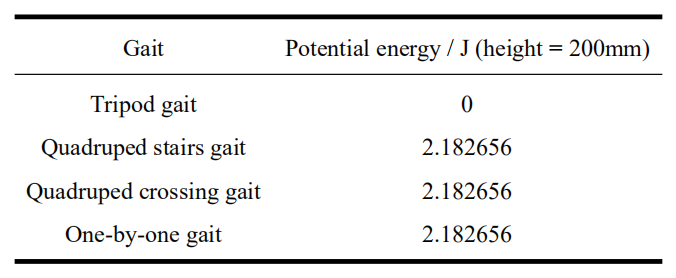 Gait Potential energy / J (height = 200mm)
Tripod gait 0
Quadruped stairs gait 2.182656
Quadruped crossing gait 2.182656
One-by-one gait 2.182656